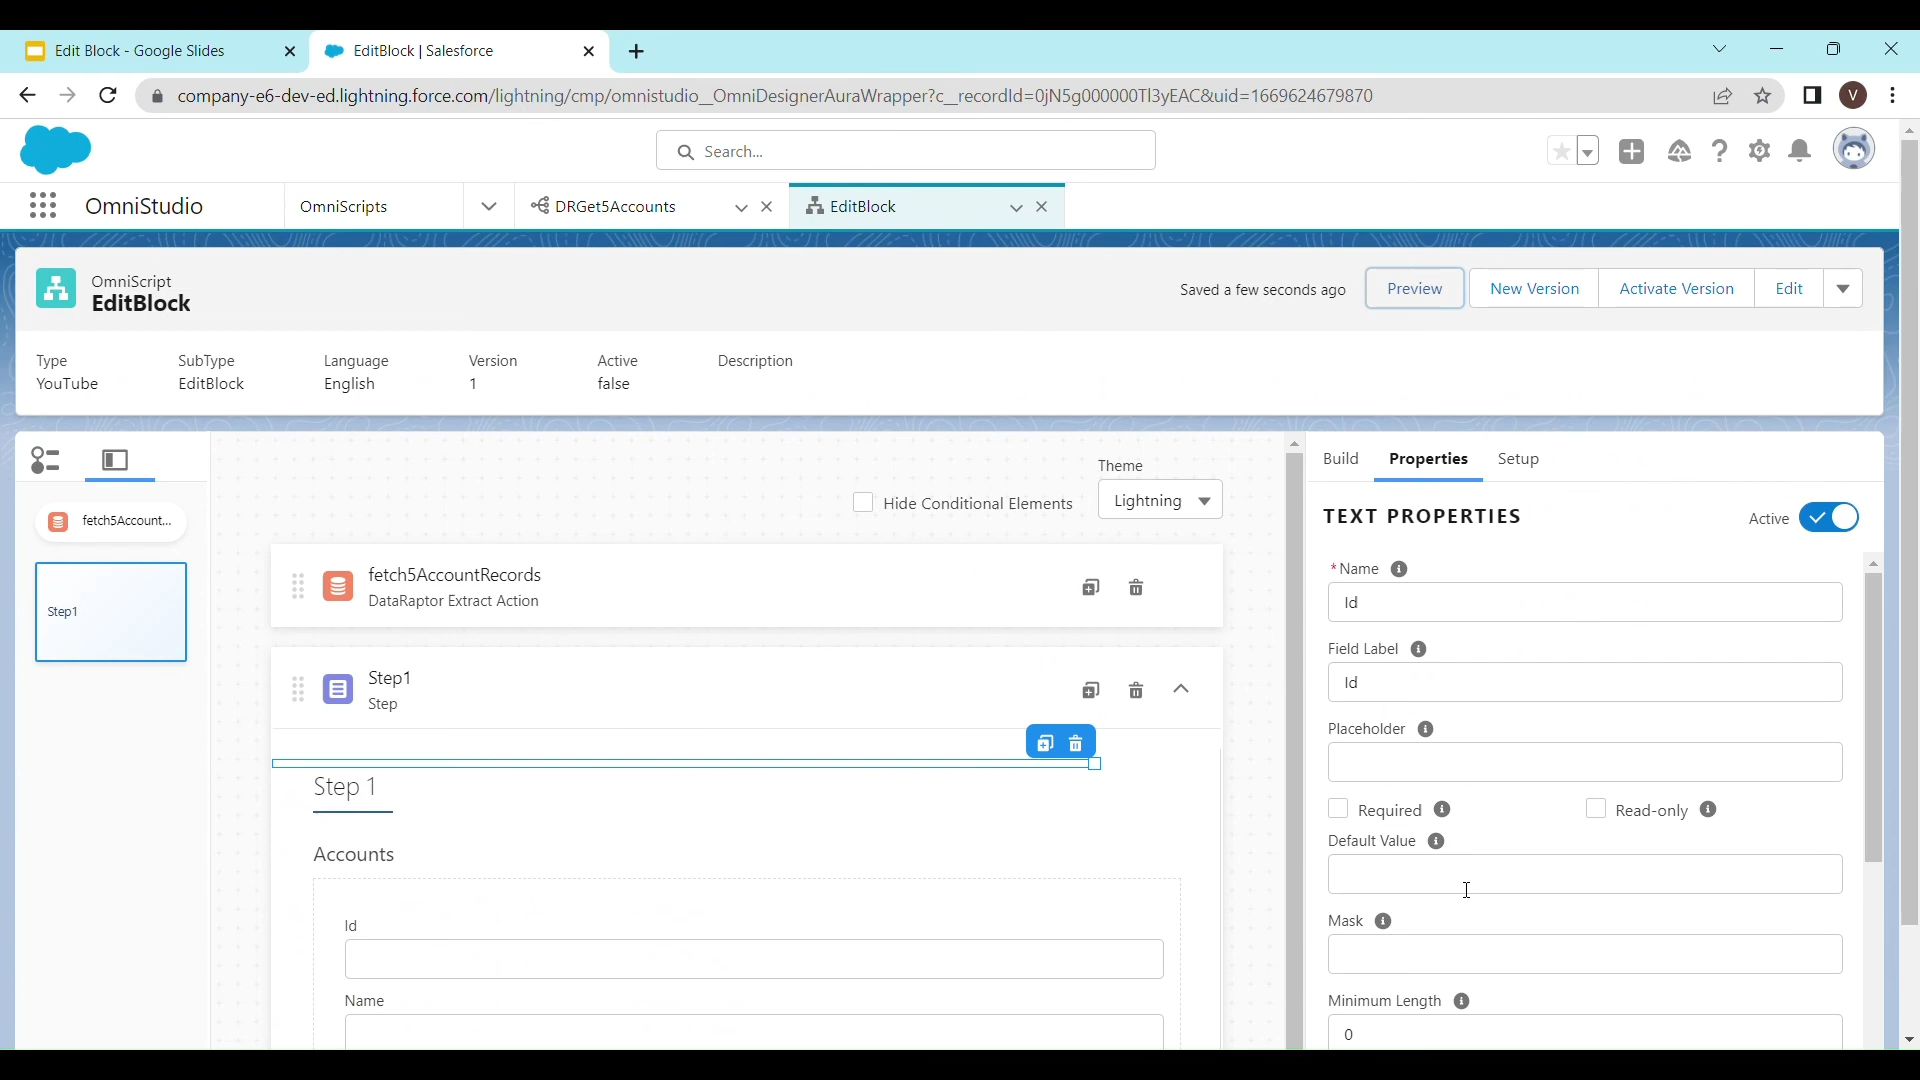 Edit Block - Google Slides
EditBlock | Salesforce
company-e6-dev-ed.lightning.force.com/lightning/cmp/omnistudio__OmniDesignerAuraWrapper?c__recordId=0jN5g000000Tl3yEAC&uid=1669624679870
V
Search...
OmniStudio
OmniScripts
DRGet5Accounts
EditBlock
OmniScript
EditBlock
Saved a few seconds ago
Preview
New Version
Activate Version
Edit
Type
SubType
Language
Version
Active
Description
YouTube
EditBlock
English
1
false
fetch5Account...
Step1
Theme
Hide Conditional Elements
Lightning
fetch5AccountRecords
DataRaptor Extract Action
Step1
Step
Step 1
Accounts
Id
Name
Build
Properties
Setup
TEXT PROPERTIES
Active
*Name
Id
Field Label
Id
Placeholder
Required
Read-only
Default Value
Mask
Minimum Length
0